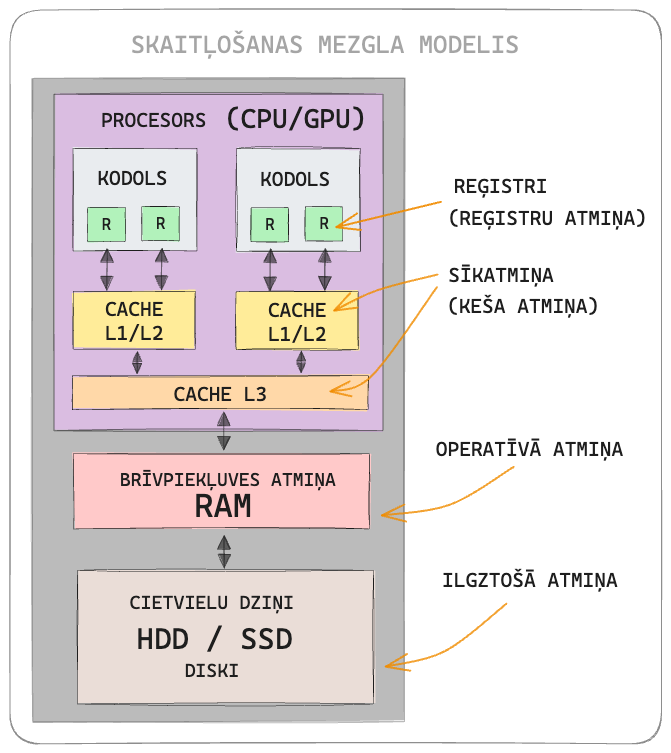 SKAITĻOŠANAS MEZGLA MODELIS
PROCESORS (CPU/GPU)
KODOLS
R R
KODOLS
R R
REĢISTRI
(REĢISTRU ATMIŅA)
CACHE
L1/L2
CACHE
L1/L2
SĪKATMIŅA
(KEŠA ATMIŅA)
CACHE L3
BRĪVPIEKĻUVES ATMIŅA
RAM
OPERATĪVĀ ATMIŅA
CIETVIELU DZIŅI
HDD / SSD
DISKI
ILGZTOŠĀ ATMIŅA